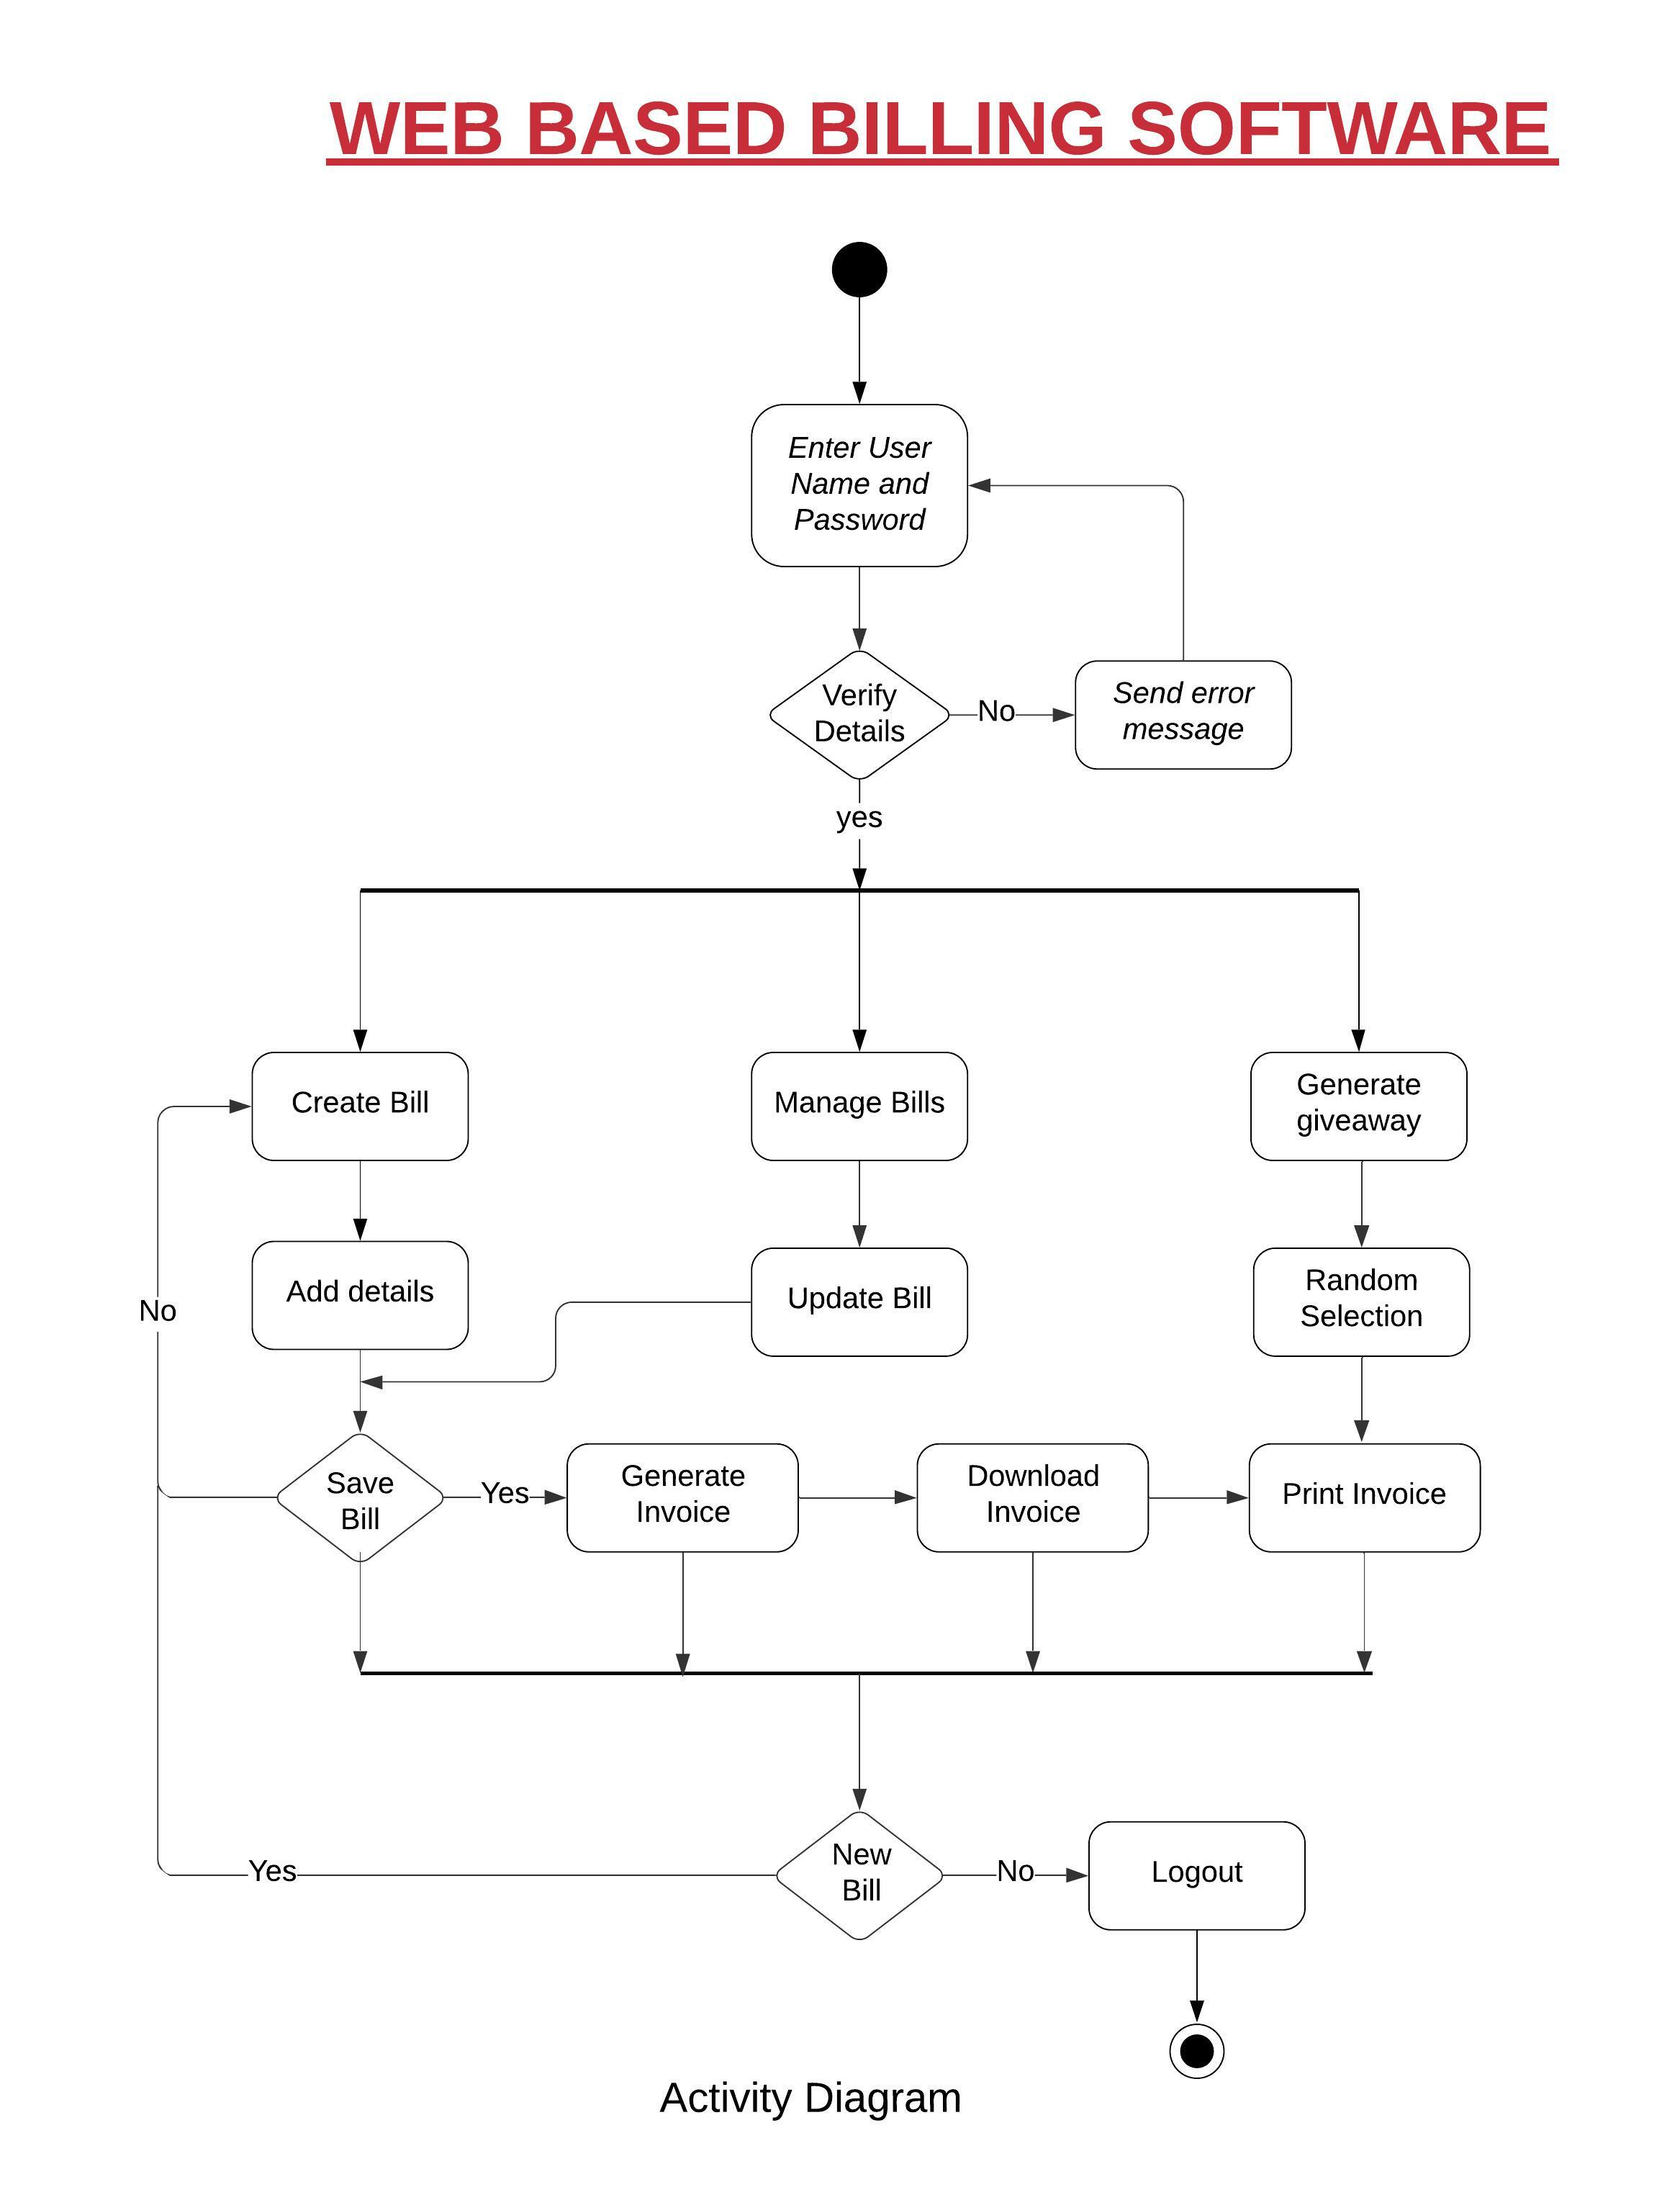 WEB BASED BILLING SOFTWARE
Enter User
Name and
Password
Verify
Details
No
Send error
message
yes
Create Bill
Manage Bills
Generate
giveaway
Add details
Update Bill
Random
Selection
No
Save
Bill
Yes
Generate
Invoice
Download
Invoice
Print Invoice
New
Bill
Yes
No
Logout
Activity Diagram